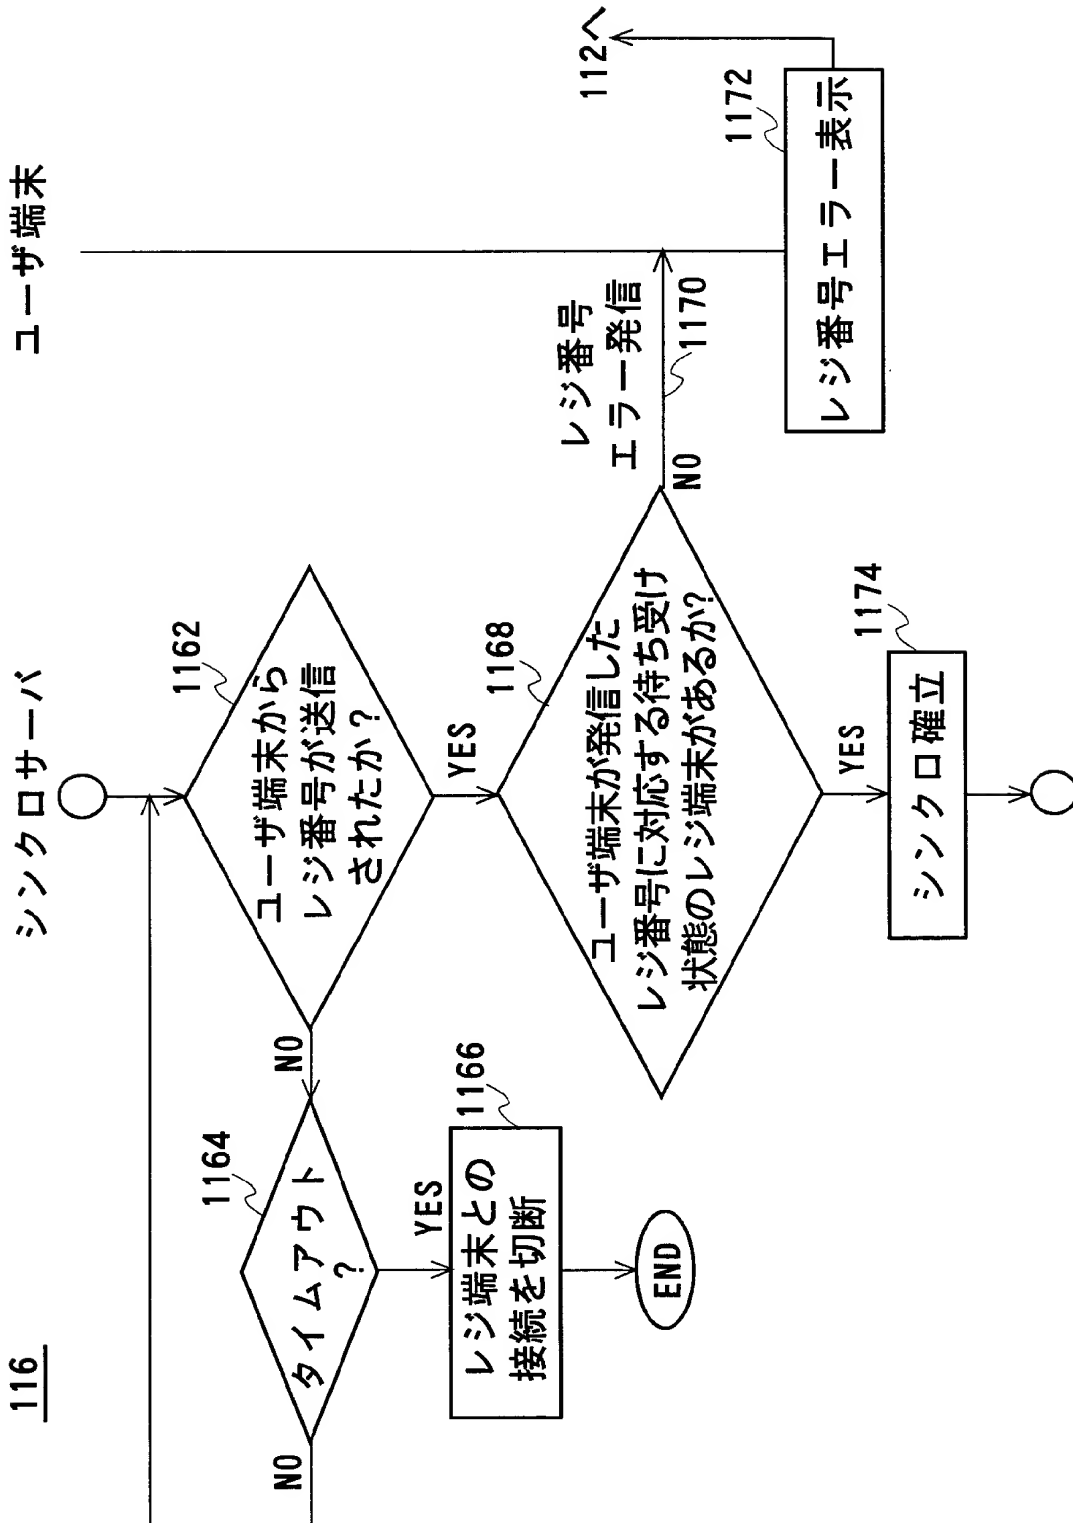 116
シンクロサーバ
ユーザ端末
1162
ユーザ端末から
レジ番号が送信
されたか？
NO
YES
1164
タイムアウト
？
NO
YES
1166
レジ端末との
接続を切断
END
1168
ユーザ端末が発信した
レジ番号に対応する待ち受け
状態のレジ端末があるか？
NO
YES
レジ番号
エラー発信
1170
112へ
1172
レジ番号エラー表示
1174
シンクロ確立